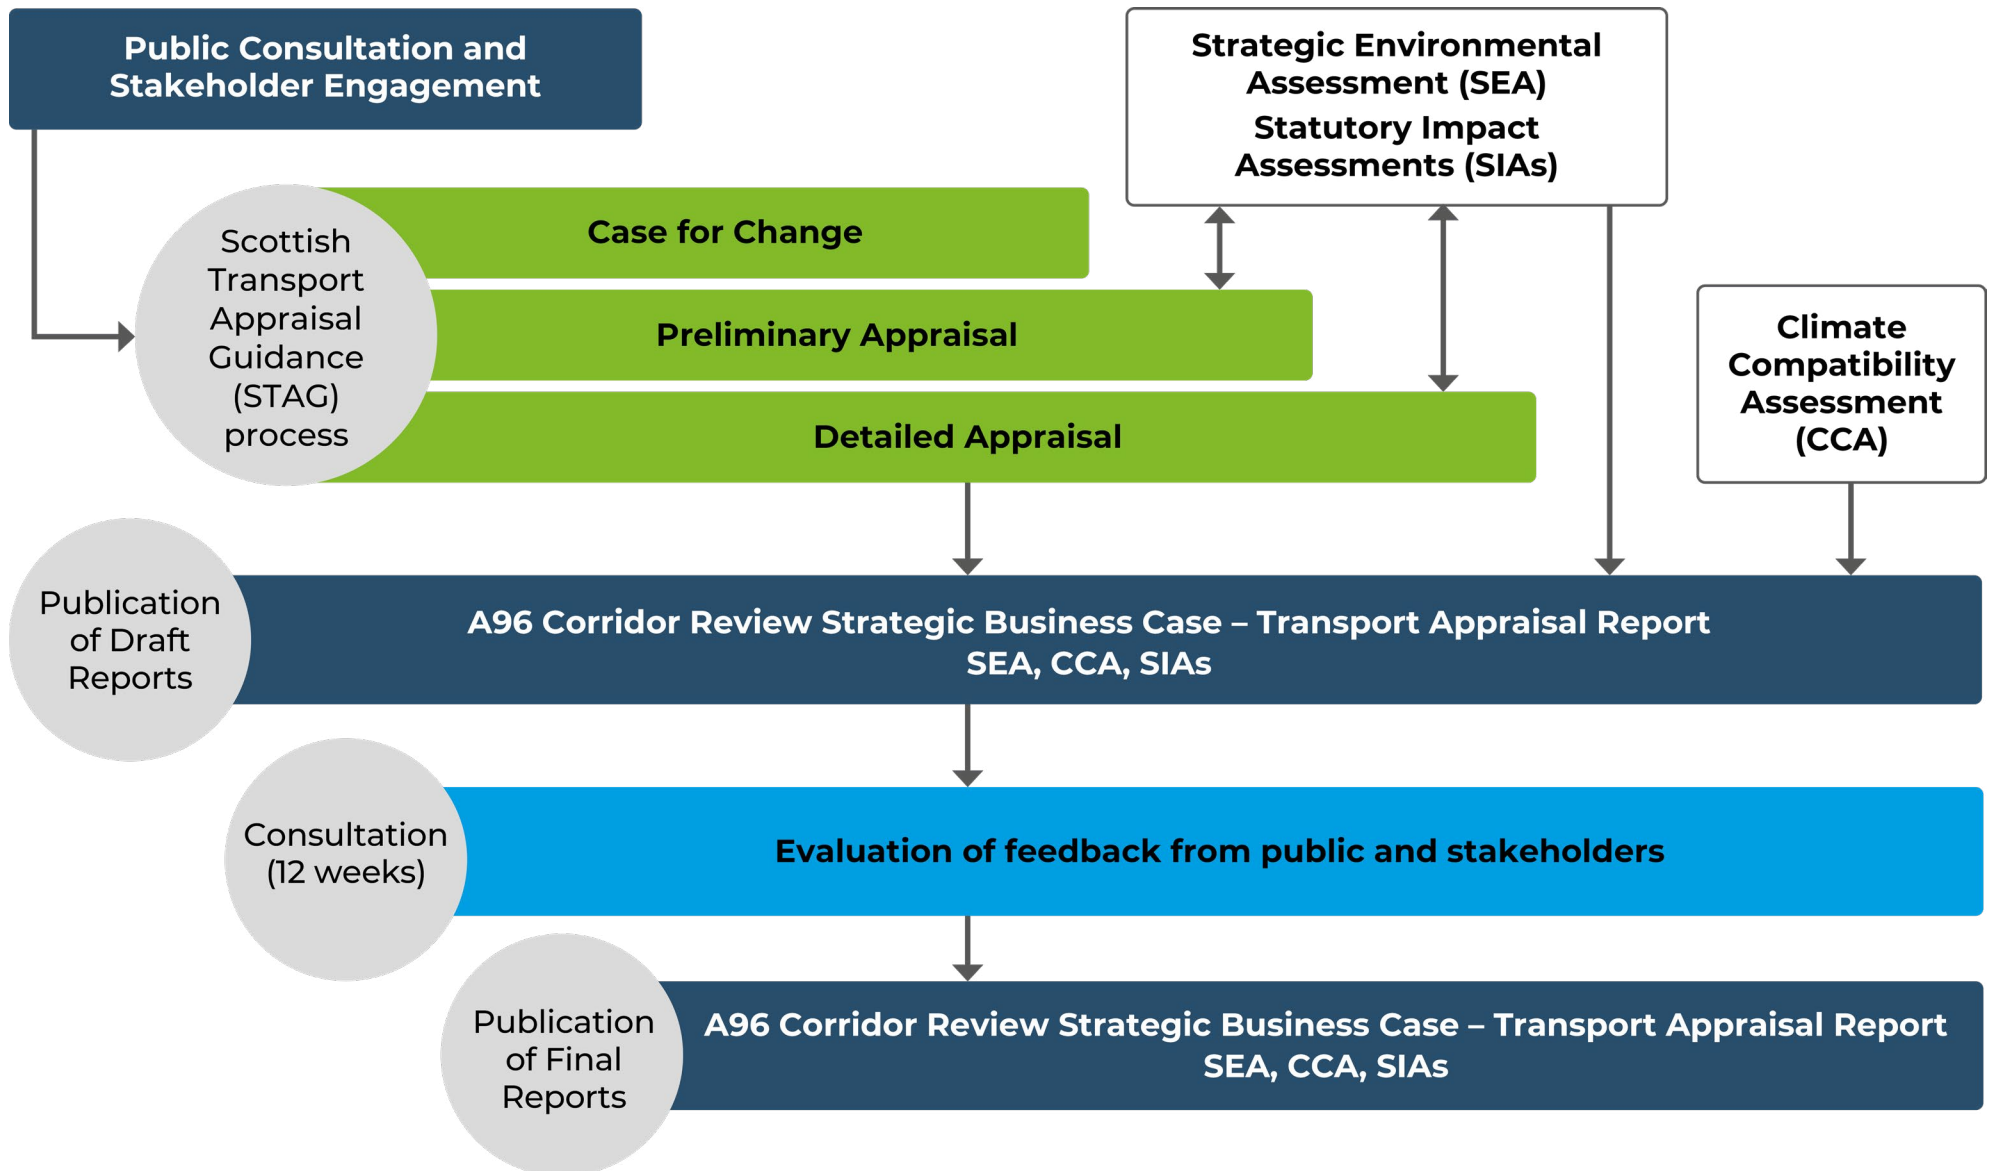 Public Consultation and
Stakeholder Engagement
Strategic Environmental
Assessment (SEA)
Statutory Impact
Assessments (SIAs)
Scottish
Transport
Appraisal
Guidance
(STAG)
process
Case for Change
Preliminary Appraisal
Detailed Appraisal
Climate
Compatibility
Assessment
(CCA)
Publication
of Draft
Reports
A96 Corridor Review Strategic Business Case – Transport Appraisal Report
SEA, CCA, SIAs
Consultation
(12 weeks)
Evaluation of feedback from public and stakeholders
Publication
of Final
Reports
A96 Corridor Review Strategic Business Case – Transport Appraisal Report
SEA, CCA, SIAs